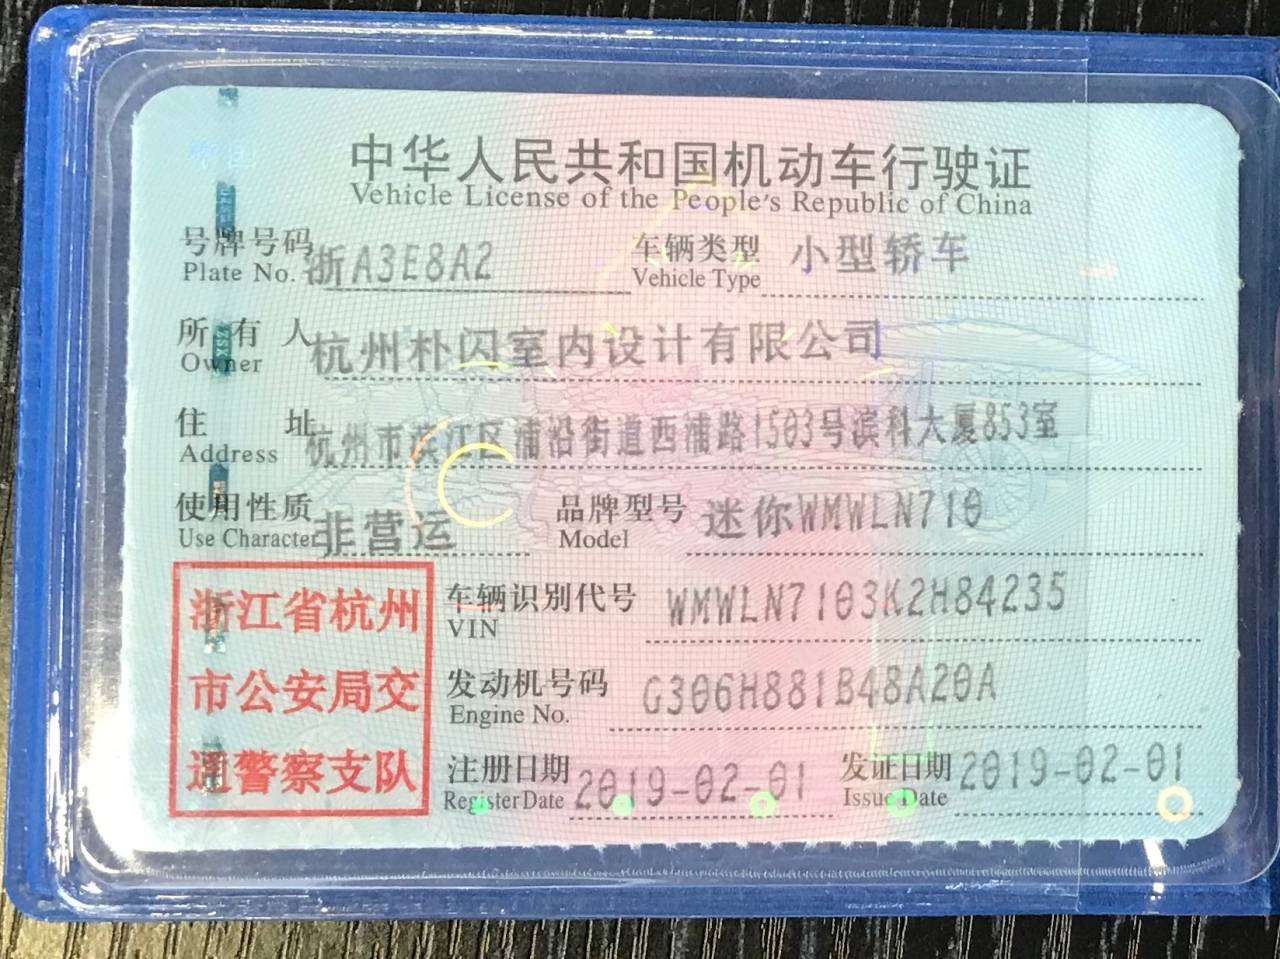 中华人民共和国机动车行驶证
Vehicle License of the People's Republic of China
号牌号码 浙A3E8A2 车辆类型 小型轿车
Plate No. Vehicle Type
所有人 杭州朴闪室内设计有限公司
Owner
住址 杭州市滨江区浦沿街道西浦路1503号滨科大厦853室
Address
使用性质 非营运 品牌型号 迷你WMWLN710
Use Character Model
浙江省杭州
市公安局交
通警察支队
车辆识别代号 WMWLN7103K2H84235
VIN
发动机号码 G306H881B48A20A
Engine No.
注册日期 2019-02-01 发证日期 2019-02-01
Register Date Issue Date